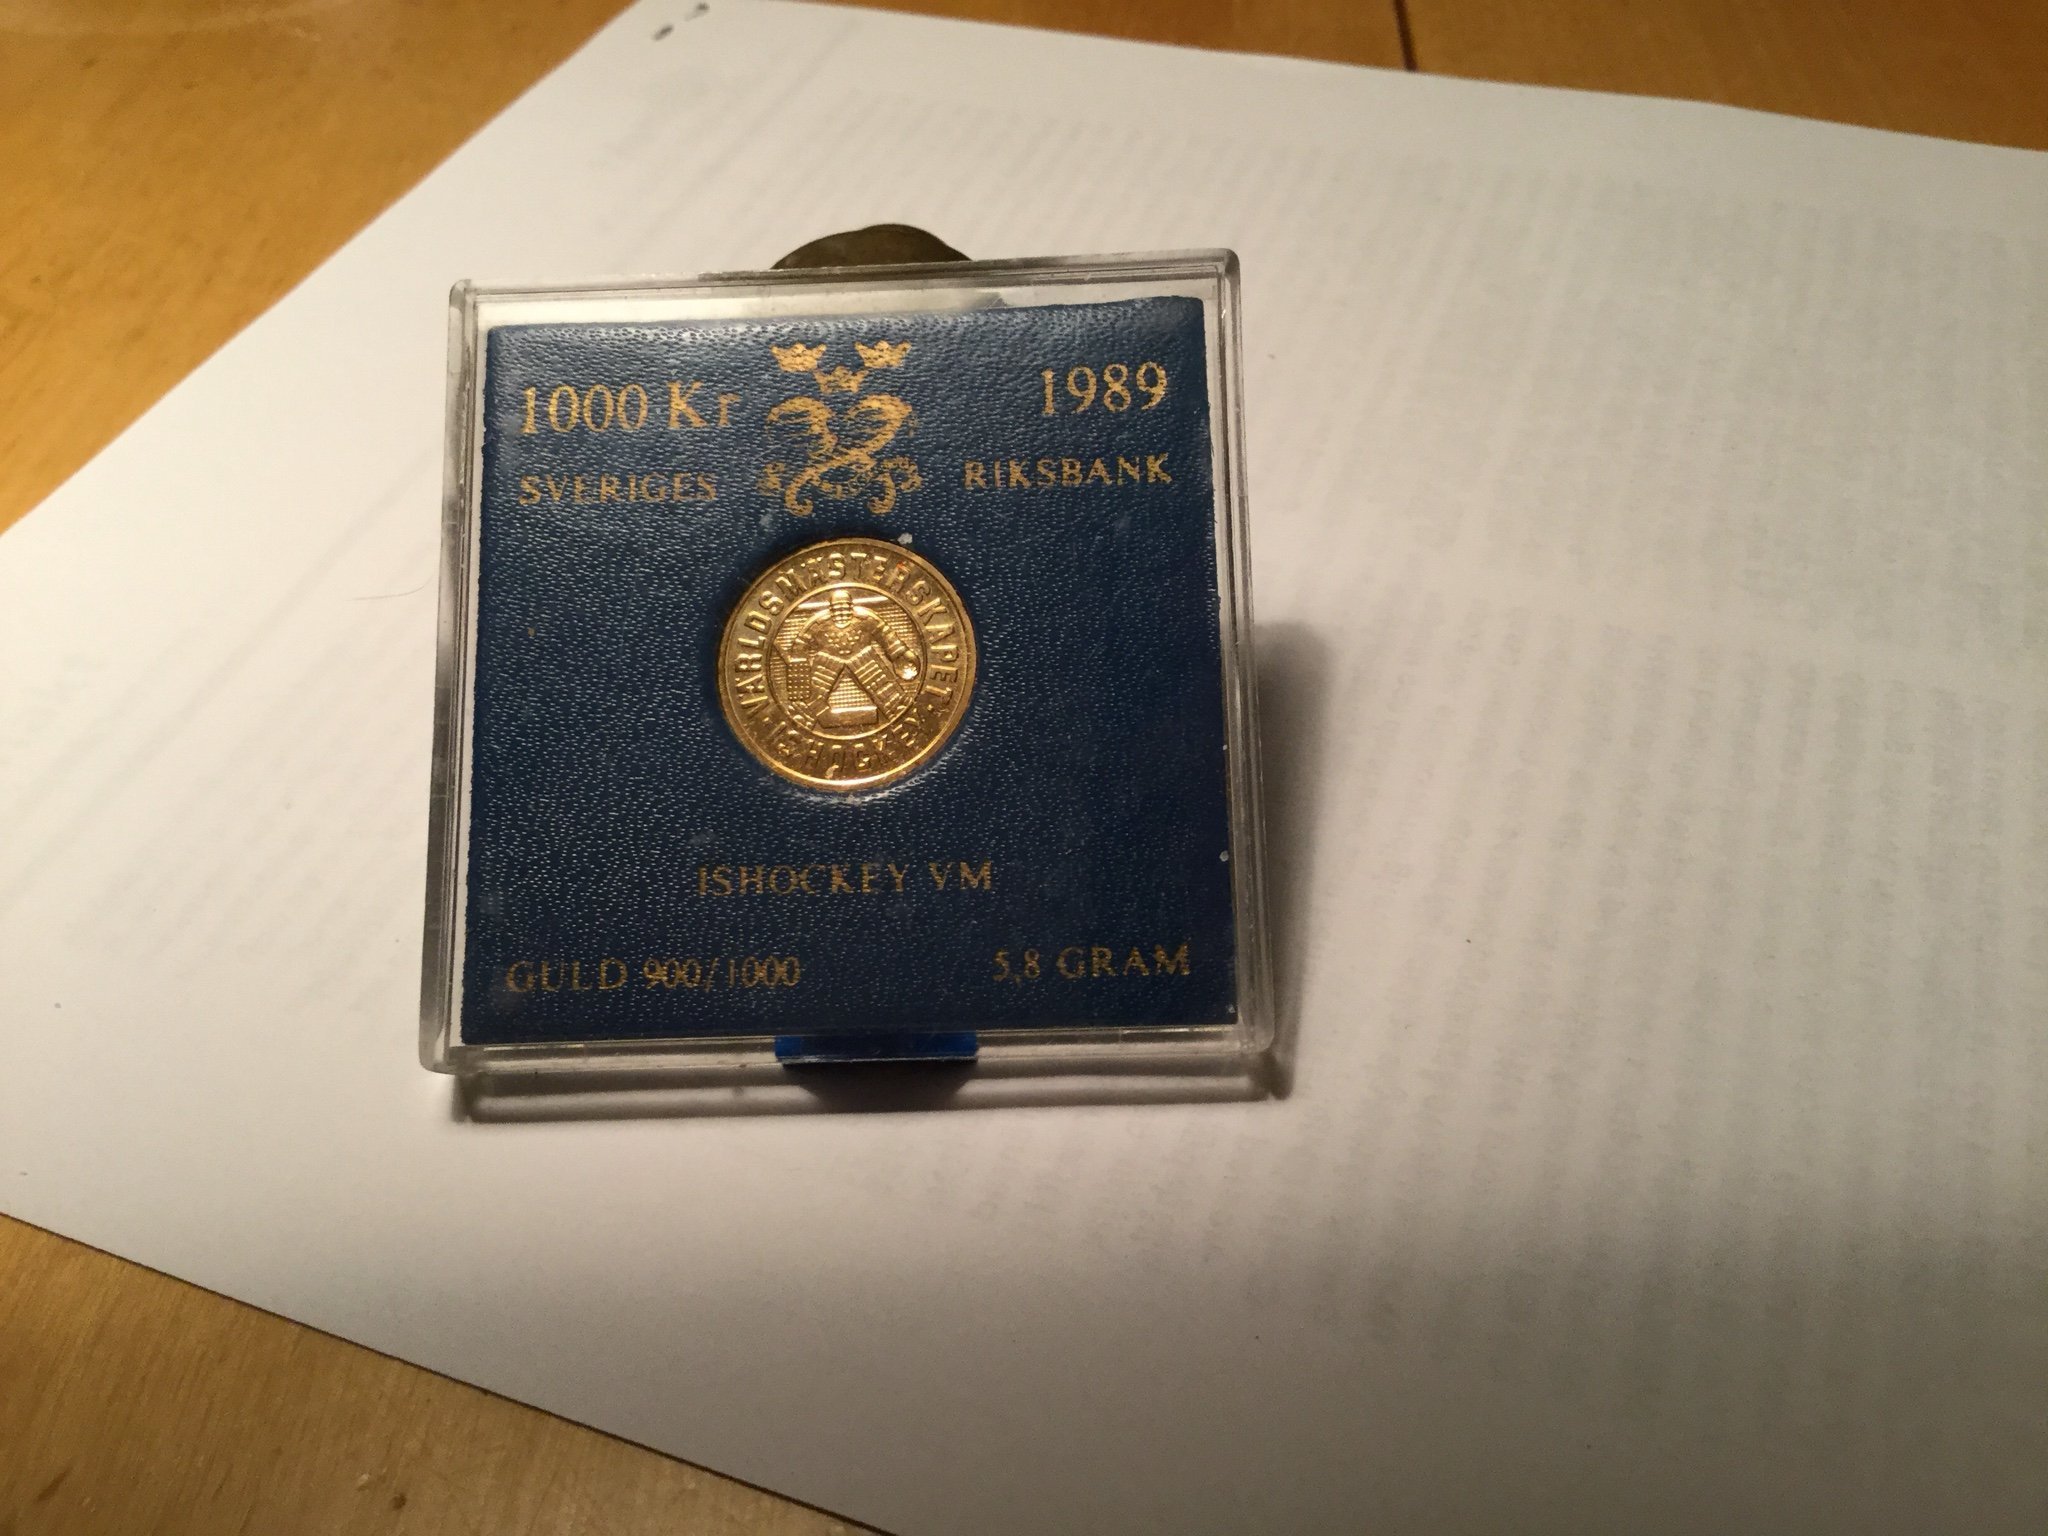 1000 Kr 1989
SVERIGES RIKSBANK
VÄRLDSMÄSTERSKAPET
ISHOCKEY
ISHOCKEY VM
GULD 900/1000 5,8 GRAM